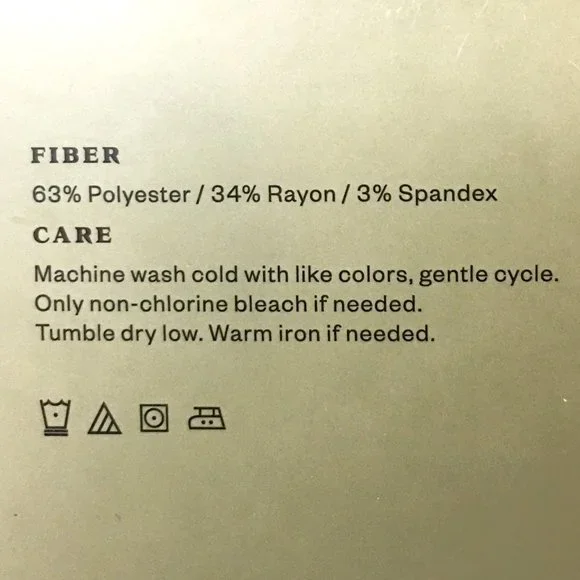 FIBER
63% Polyester / 34% Rayon / 3% Spandex
CARE
Machine wash cold with like colors, gentle cycle.
Only non-chlorine bleach if needed.
Tumble dry low. Warm iron if needed.